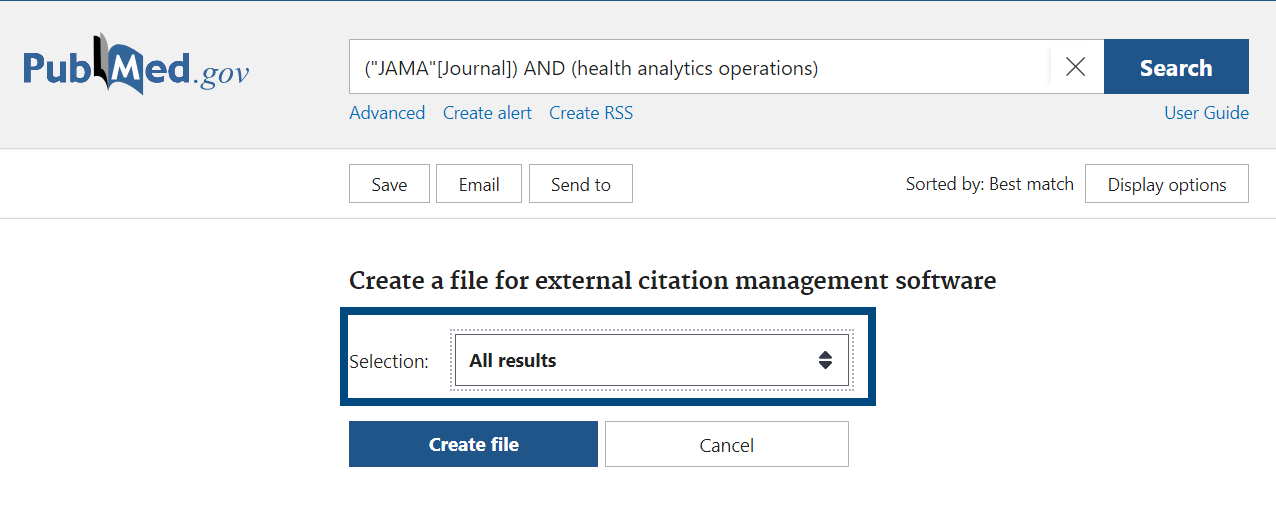 PubMed.gov
("JAMA"[Journal]) AND (health analytics operations)
Search
Advanced Create alert Create RSS User Guide
Save Email Send to Sorted by: Best match Display options
Create a file for external citation management software
Selection: All results
Create file Cancel